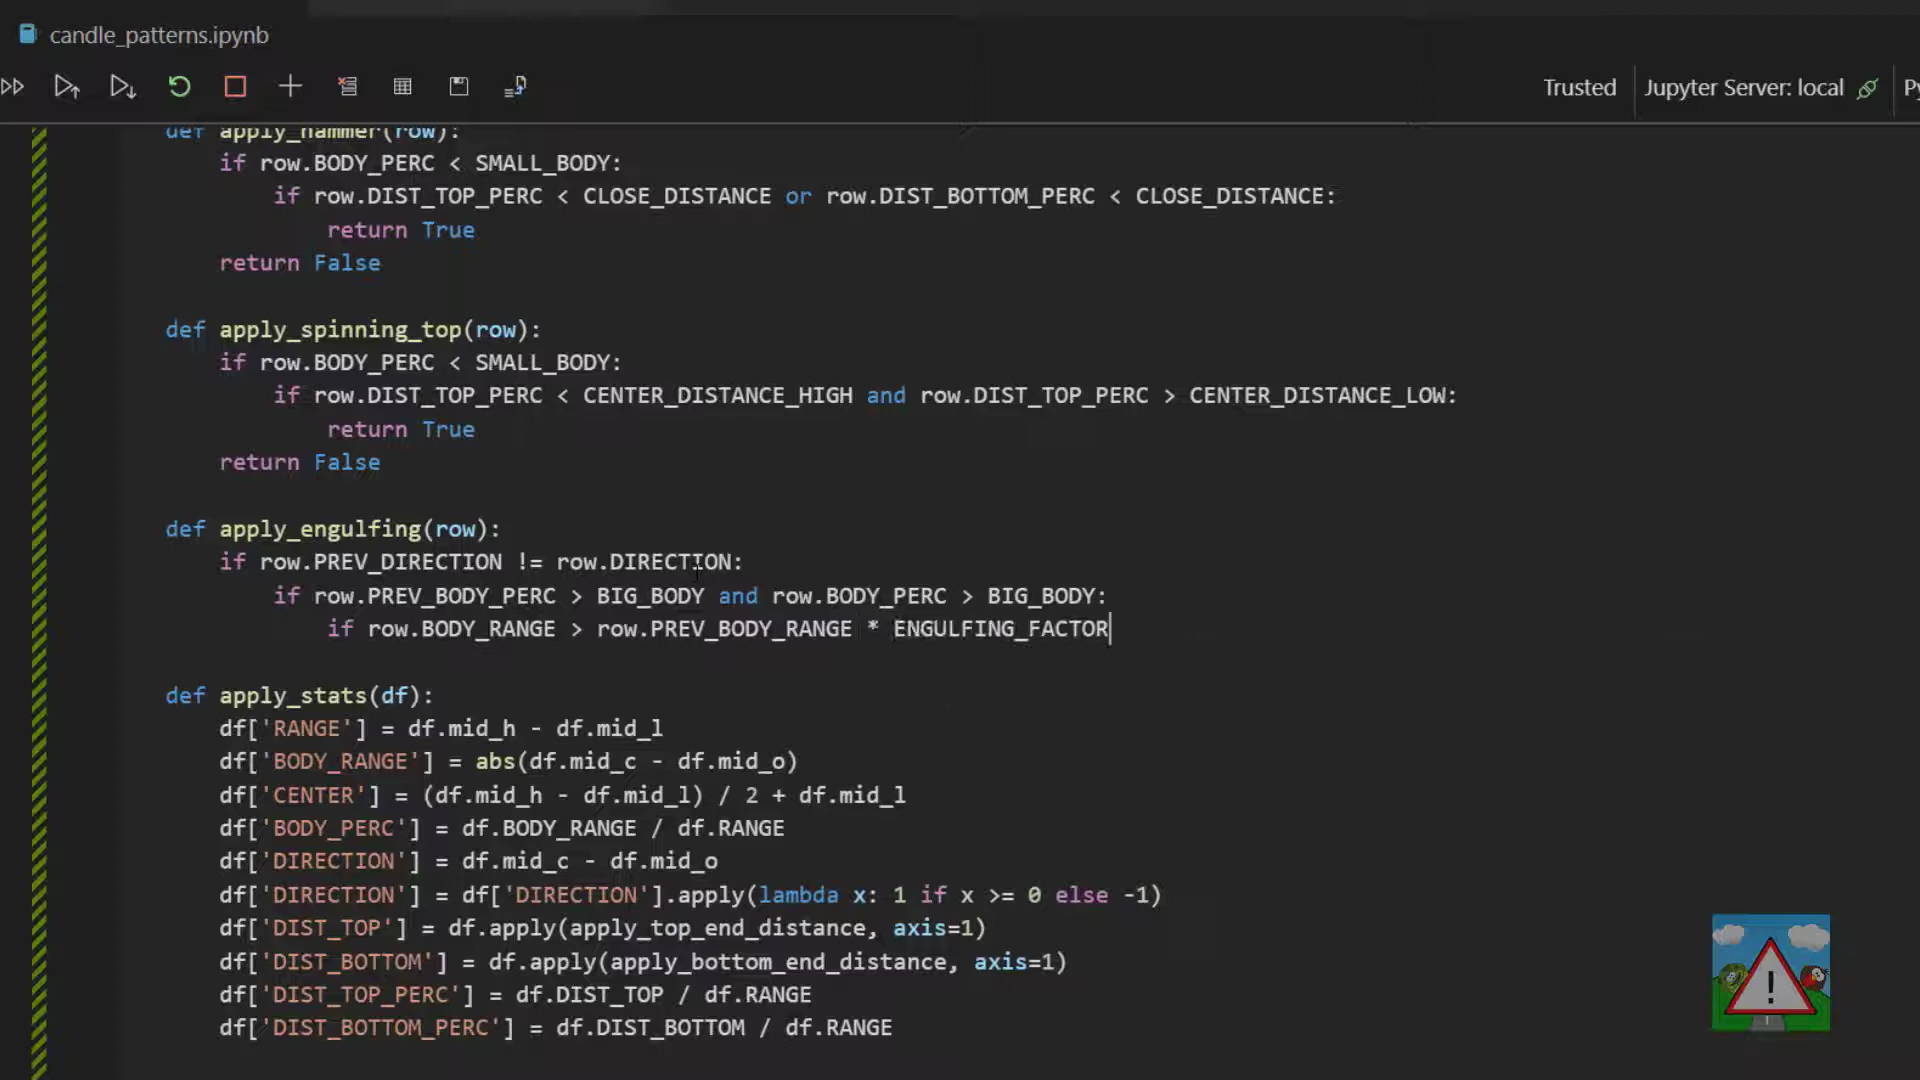 candle_patterns.ipynb
Trusted
Jupyter Server: local
Py
def apply_hammer(row):
if row.BODY_PERC < SMALL_BODY:
if row.DIST_TOP_PERC < CLOSE_DISTANCE or row.DIST_BOTTOM_PERC < CLOSE_DISTANCE:
return True
return False
def apply_spinning_top(row):
if row.BODY_PERC < SMALL_BODY:
if row.DIST_TOP_PERC < CENTER_DISTANCE_HIGH and row.DIST_TOP_PERC > CENTER_DISTANCE_LOW:
return True
return False
def apply_engulfing(row):
if row.PREV_DIRECTION != row.DIRECTION:
if row.PREV_BODY_PERC > BIG_BODY and row.BODY_PERC > BIG_BODY:
if row.BODY_RANGE > row.PREV_BODY_RANGE * ENGULFING_FACTOR
def apply_stats(df):
df['RANGE'] = df.mid_h - df.mid_l
df['BODY_RANGE'] = abs(df.mid_c - df.mid_o)
df['CENTER'] = (df.mid_h - df.mid_l) / 2 + df.mid_l
df['BODY_PERC'] = df.BODY_RANGE / df.RANGE
df['DIRECTION'] = df.mid_c - df.mid_o
df['DIRECTION'] = df['DIRECTION'].apply(lambda x: 1 if x >= 0 else -1)
df['DIST_TOP'] = df.apply(apply_top_end_distance, axis=1)
df['DIST_BOTTOM'] = df.apply(apply_bottom_end_distance, axis=1)
df['DIST_TOP_PERC'] = df.DIST_TOP / df.RANGE
df['DIST_BOTTOM_PERC'] = df.DIST_BOTTOM / df.RANGE